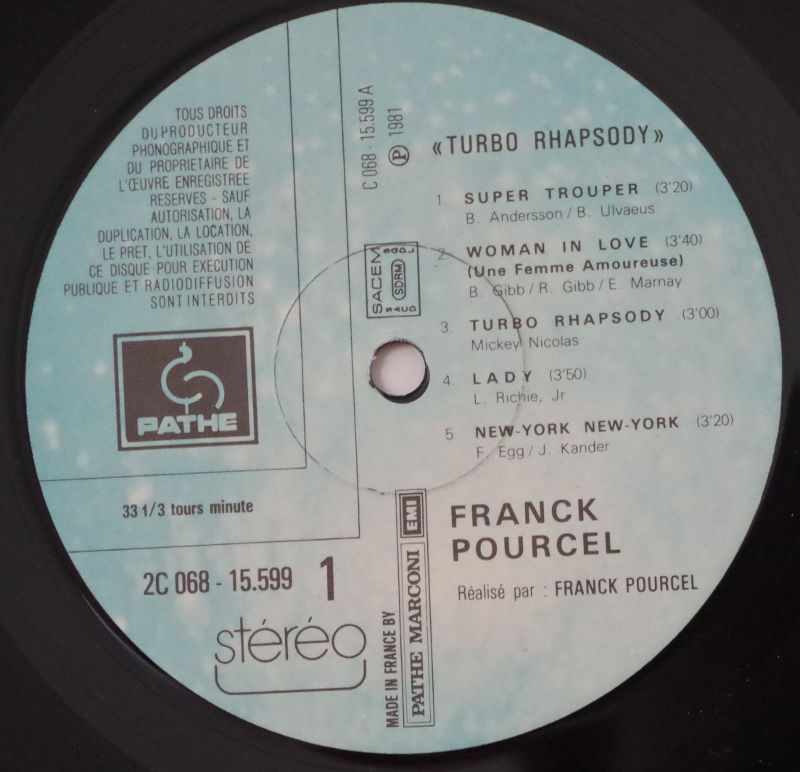 TOUS DROITS
DU PRODUCTEUR
PHONOGRAPHIQUE ET
DU PROPRIETAIRE DE
L'ŒUVRE ENREGISTREE
RESERVES - SAUF
AUTORISATION, LA
DUPLICATION, LA LOCATION,
LE PRET, L'UTILISATION DE
CE DISQUE POUR EXECUTION
PUBLIQUE ET RADIODIFFUSION
SONT INTERDITS
PATHE
33 1/3 tours minute
2C 068 - 15.599 1
stéréo
C 068 - 15.599 A
℗ 1981
SACEM
SDRM
SACD
SGDL
MADE IN FRANCE BY
PATHE MARCONI EMI
«TURBO RHAPSODY»
1. SUPER TROUPER (3'20)
B. Andersson / B. Ulvaeus
2. WOMAN IN LOVE (3'40)
(Une Femme Amoureuse)
B. Gibb / R. Gibb / E. Marnay
3. TURBO RHAPSODY (3'00)
Mickey Nicolas
4. LADY (3'50)
L. Richie, Jr
5. NEW-YORK NEW-YORK (3'20)
F. Egg / J. Kander
FRANCK
POURCEL
Réalisé par : FRANCK POURCEL